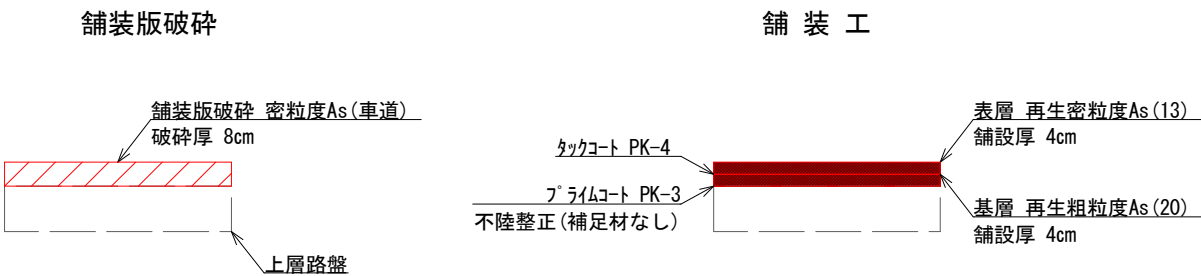 舗装版破砕
舗 装 工
舗装版破砕 密粒度As(車道)
破砕厚 8cm
上層路盤
タックコート PK-4
プライムコート PK-3
不陸整正(補足材なし)
表層 再生密粒度As(13)
舗設厚 4cm
基層 再生粗粒度As(20)
舗設厚 4cm